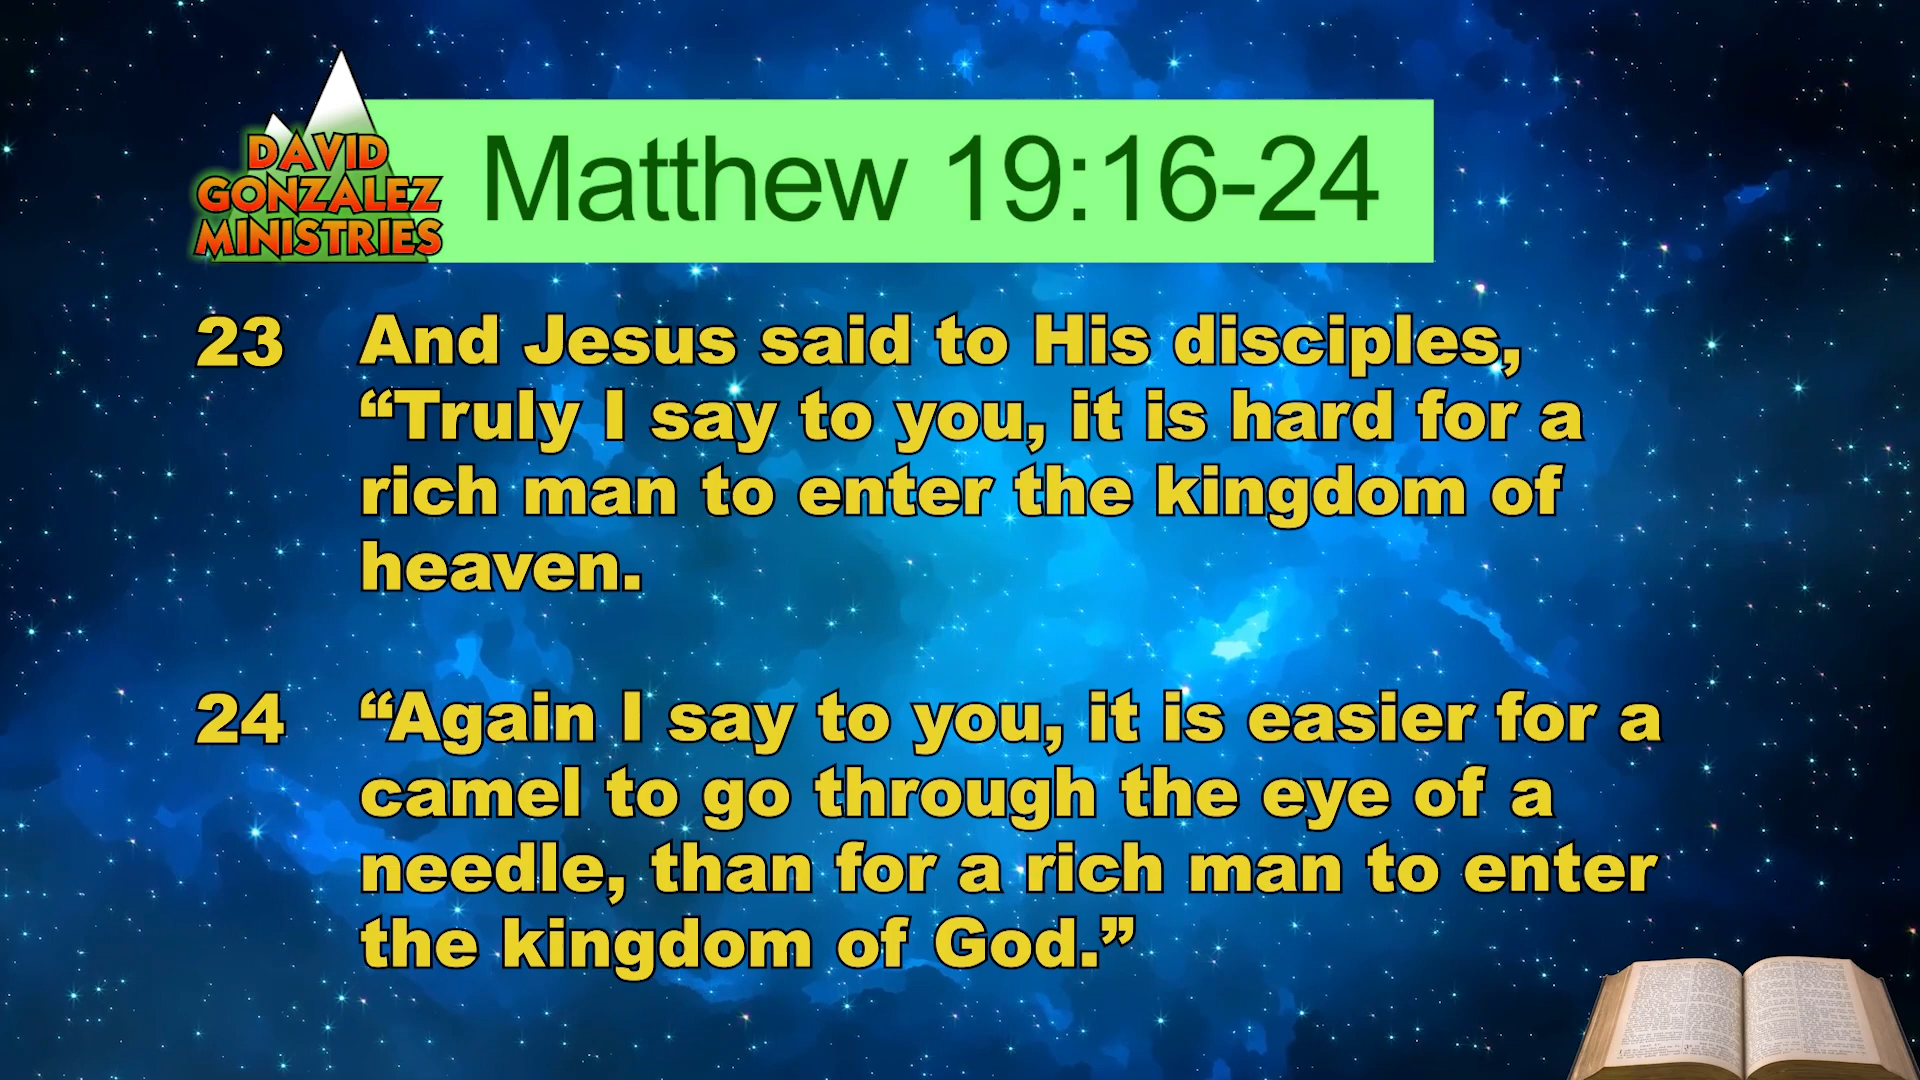 DAVID
GONZALEZ
MINISTRIES
Matthew 19:16-24
23 And Jesus said to His disciples,
“Truly I say to you, it is hard for a
rich man to enter the kingdom of
heaven.
24 “Again I say to you, it is easier for a
camel to go through the eye of a
needle, than for a rich man to enter
the kingdom of God.”